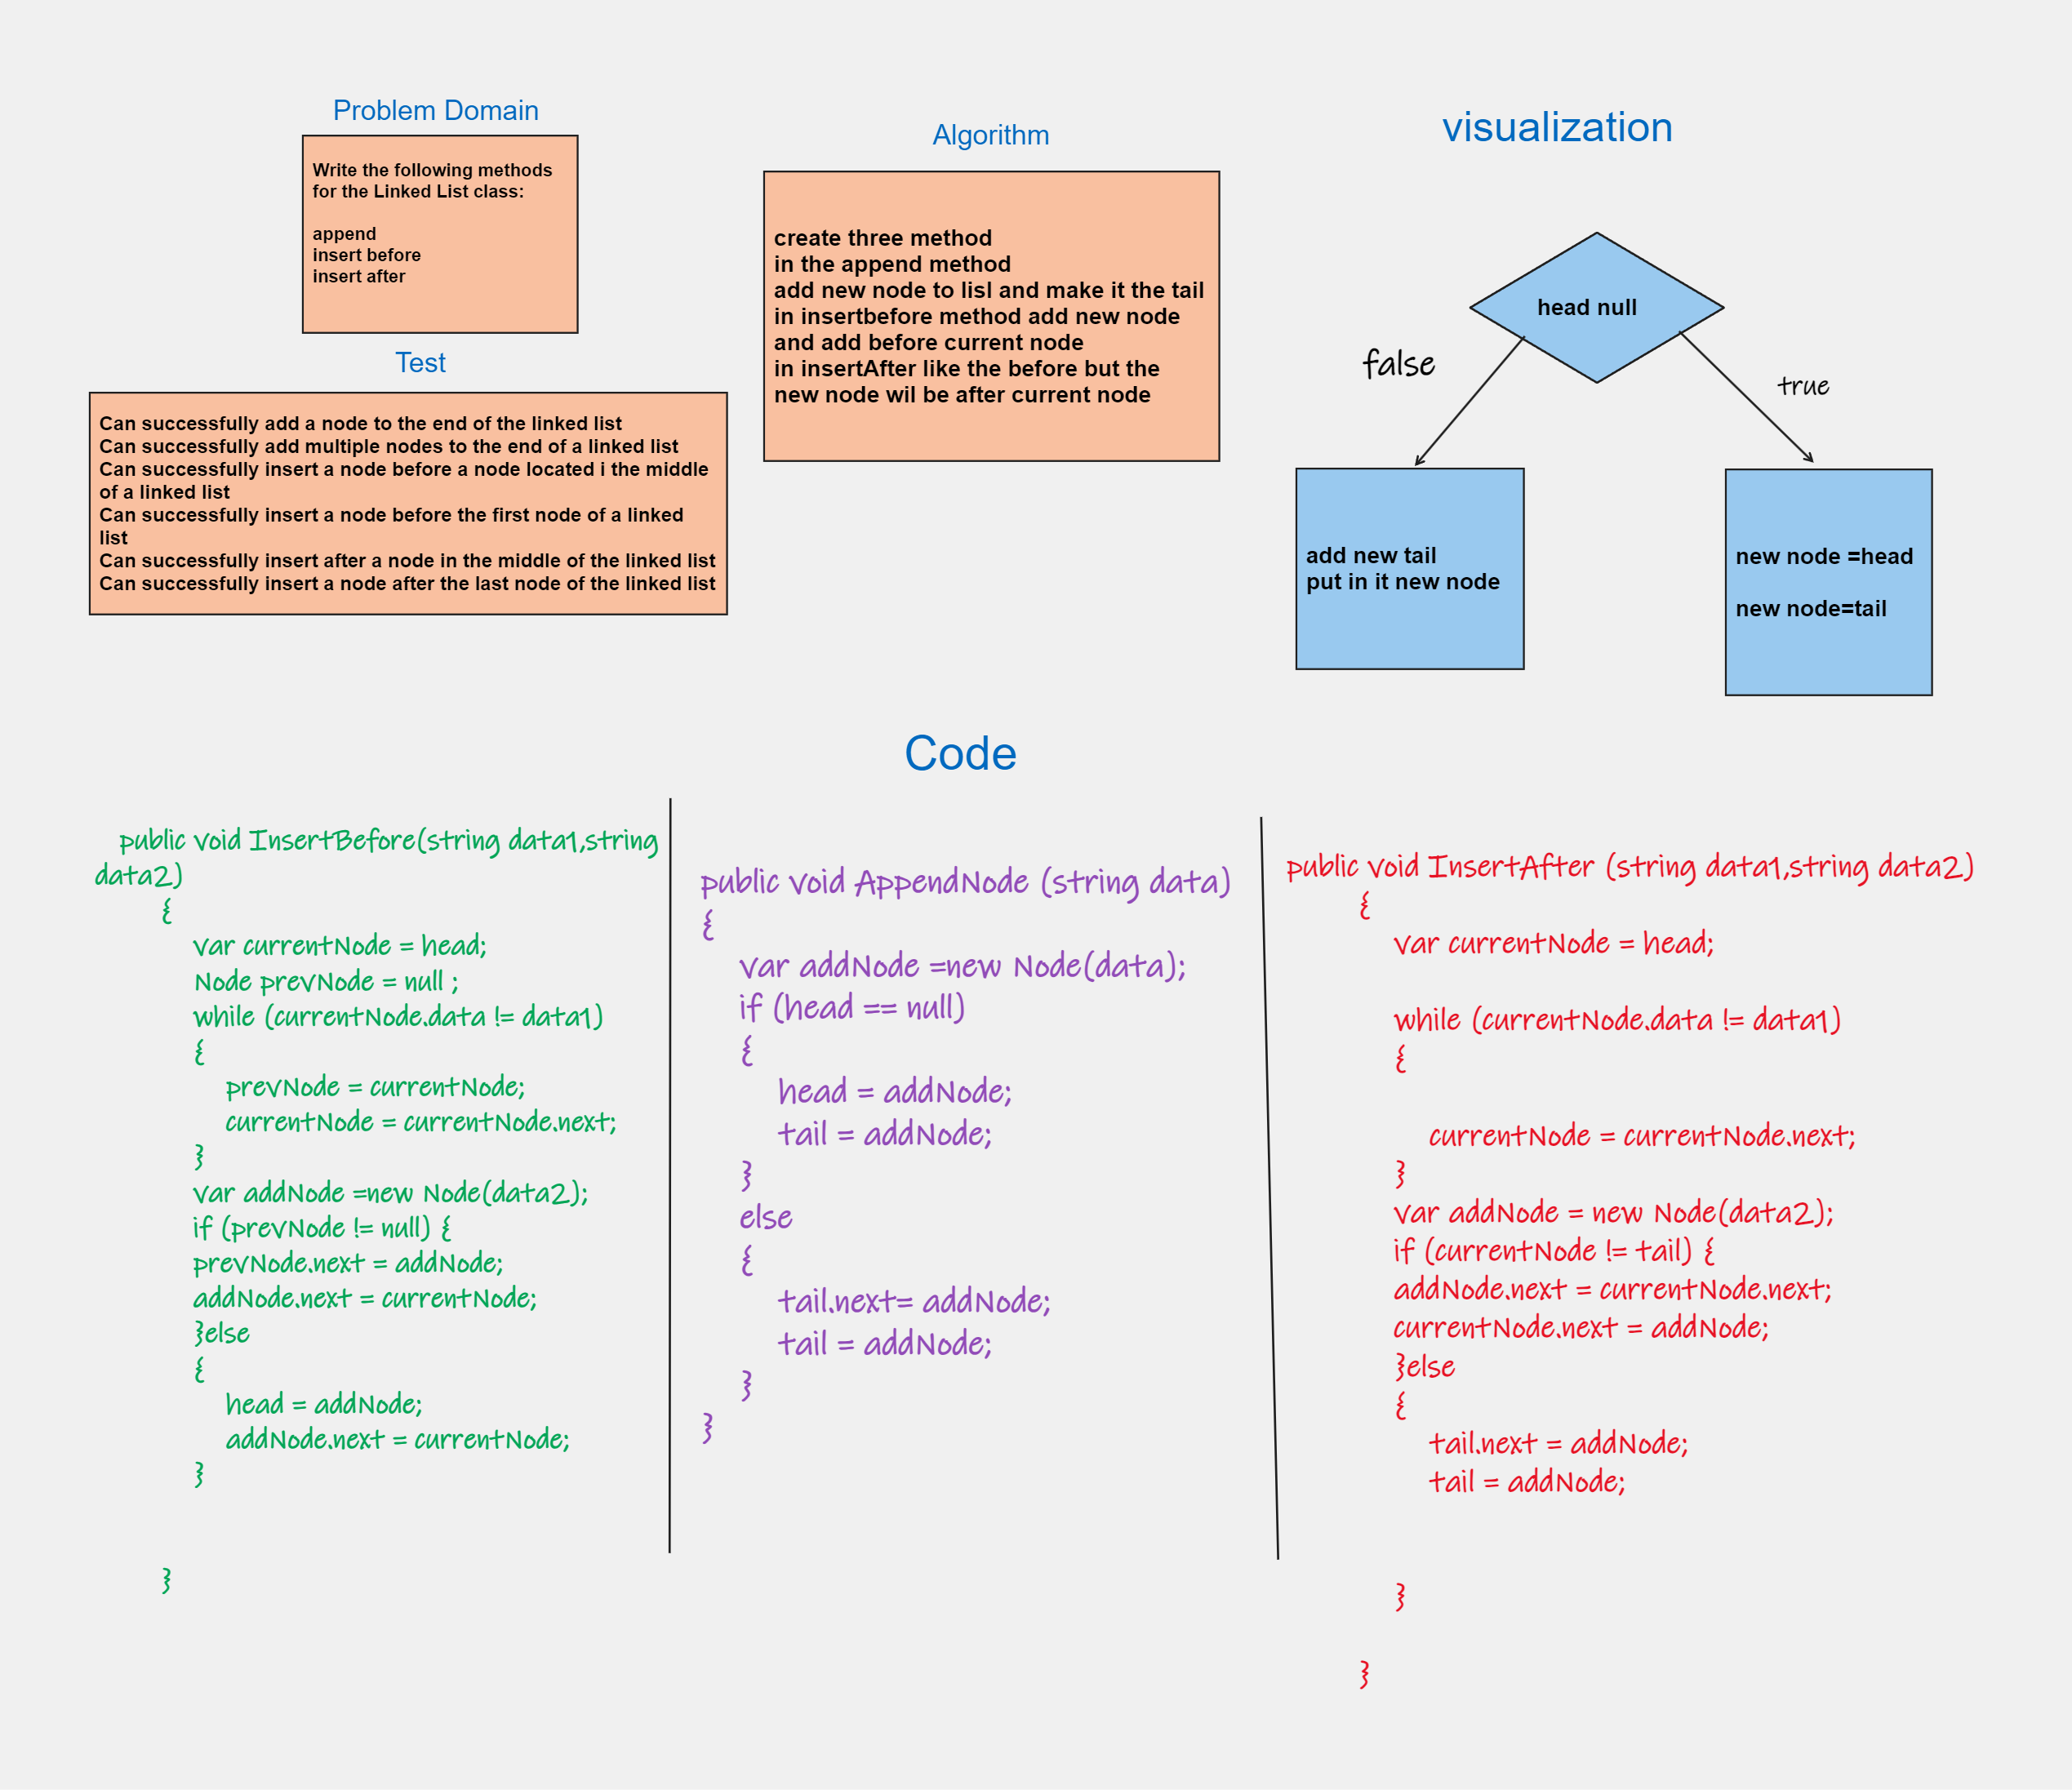 Problem Domain
Write the following methods
for the Linked List class:
append
insert before
insert after
Test
Can successfully add a node to the end of the linked list
Can successfully add multiple nodes to the end of a linked list
Can successfully insert a node before a node located i the middle
of a linked list
Can successfully insert a node before the first node of a linked
list
Can successfully insert after a node in the middle of the linked list
Can successfully insert a node after the last node of the linked list
Algorithm
create three method
in the append method
add new node to lisl and make it the tail
in insertbefore method add new node
and add before current node
in insertAfter like the before but the
new node wil be after current node
visualization
head null
false
true
add new tail
put in it new node
new node =head
new node=tail
Code
public void InsertBefore(string data1,string
data2)
{
var currentNode = head;
Node prevNode = null ;
while (currentNode.data != data1)
{
prevNode = currentNode;
currentNode = currentNode.next;
}
var addNode =new Node(data2);
if (prevNode != null) {
prevNode.next = addNode;
addNode.next = currentNode;
}else
{
head = addNode;
addNode.next = currentNode;
}
}
public void AppendNode (string data)
{
var addNode =new Node(data);
if (head == null)
{
head = addNode;
tail = addNode;
}
else
{
tail.next= addNode;
tail = addNode;
}
}
public void InsertAfter (string data1,string data2)
{
var currentNode = head;
while (currentNode.data != data1)
{
currentNode = currentNode.next;
}
var addNode = new Node(data2);
if (currentNode != tail) {
addNode.next = currentNode.next;
currentNode.next = addNode;
}else
{
tail.next = addNode;
tail = addNode;
}
}